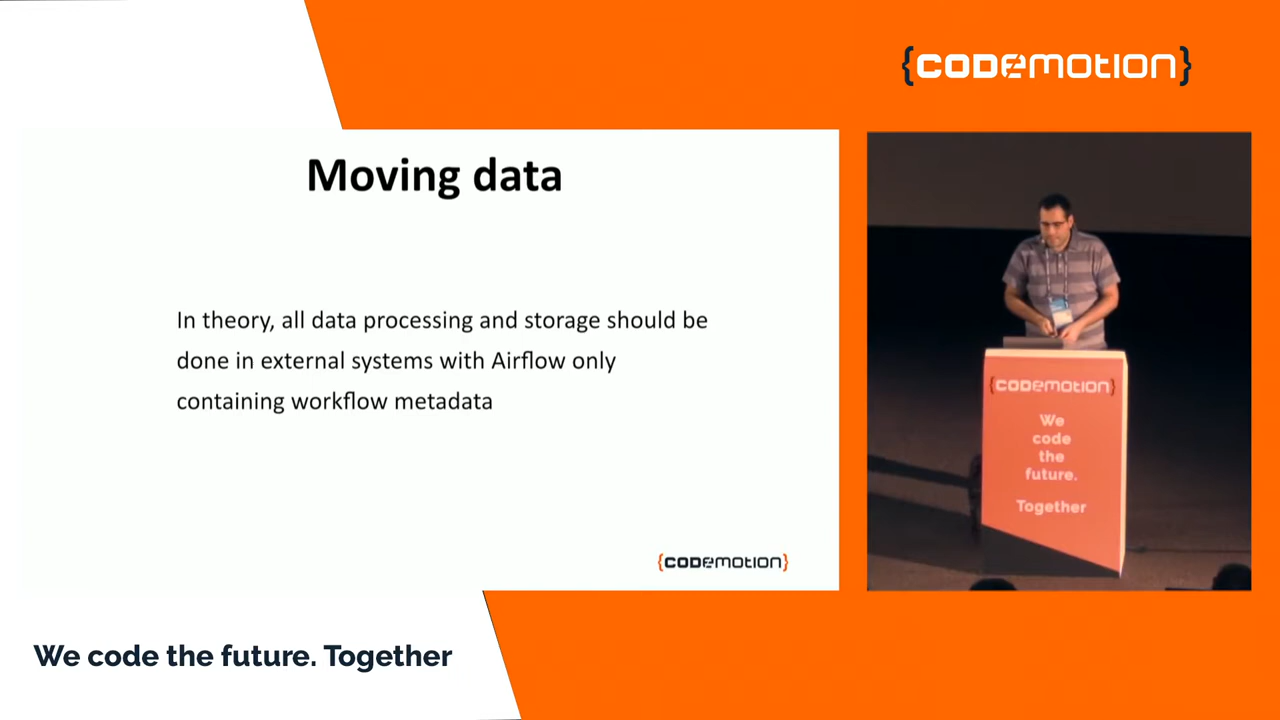 {CODEMOTION}
Moving data
In theory, all data processing and storage should be
done in external systems with Airflow only
containing workflow metadata
{CODEMOTION}
{CODEMOTION}
We
code
the
future.
Together
We code the future. Together